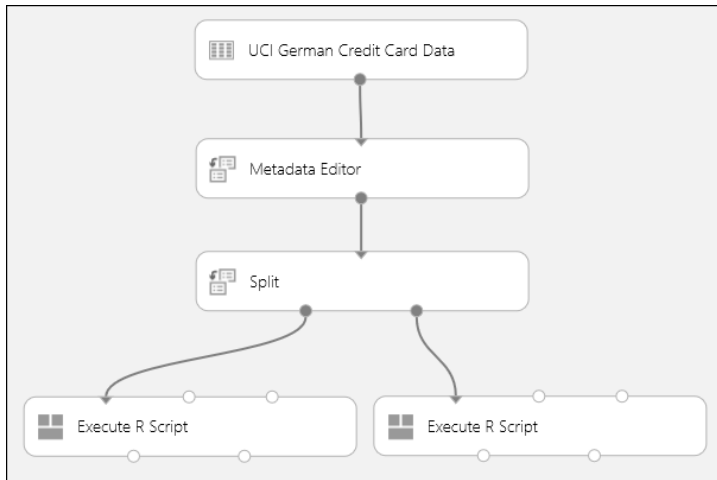 UCI German Credit Card Data
Metadata Editor
Split
Execute R Script
Execute R Script